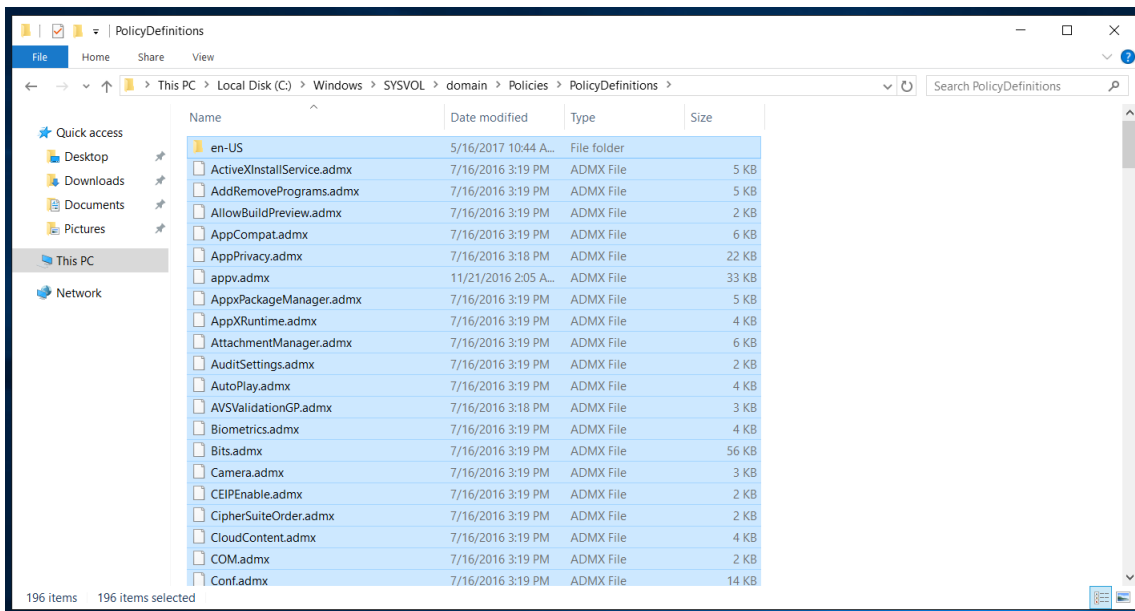 PolicyDefinitions
File Home Share View
This PC > Local Disk (C:) > Windows > SYSVOL > domain > Policies > PolicyDefinitions >
Search PolicyDefinitions
Quick access
Desktop
Downloads
Documents
Pictures
This PC
Network
Name Date modified Type Size
en-US 5/16/2017 10:44 A... File folder
ActiveXInstallService.admx 7/16/2016 3:19 PM ADMX File 5 KB
AddRemovePrograms.admx 7/16/2016 3:19 PM ADMX File 5 KB
AllowBuildPreview.admx 7/16/2016 3:19 PM ADMX File 2 KB
AppCompat.admx 7/16/2016 3:19 PM ADMX File 6 KB
AppPrivacy.admx 7/16/2016 3:18 PM ADMX File 22 KB
appv.admx 11/21/2016 2:05 A... ADMX File 33 KB
AppxPackageManager.admx 7/16/2016 3:19 PM ADMX File 5 KB
AppXRuntime.admx 7/16/2016 3:19 PM ADMX File 4 KB
AttachmentManager.admx 7/16/2016 3:19 PM ADMX File 6 KB
AuditSettings.admx 7/16/2016 3:19 PM ADMX File 2 KB
AutoPlay.admx 7/16/2016 3:19 PM ADMX File 4 KB
AVSValidationGP.admx 7/16/2016 3:18 PM ADMX File 3 KB
Biometrics.admx 7/16/2016 3:19 PM ADMX File 4 KB
Bits.admx 7/16/2016 3:19 PM ADMX File 56 KB
Camera.admx 7/16/2016 3:19 PM ADMX File 3 KB
CEIPEnable.admx 7/16/2016 3:19 PM ADMX File 2 KB
CipherSuiteOrder.admx 7/16/2016 3:19 PM ADMX File 2 KB
CloudContent.admx 7/16/2016 3:19 PM ADMX File 4 KB
COM.admx 7/16/2016 3:19 PM ADMX File 2 KB
Conf.admx 7/16/2016 3:19 PM ADMX File 14 KB
196 items 196 items selected